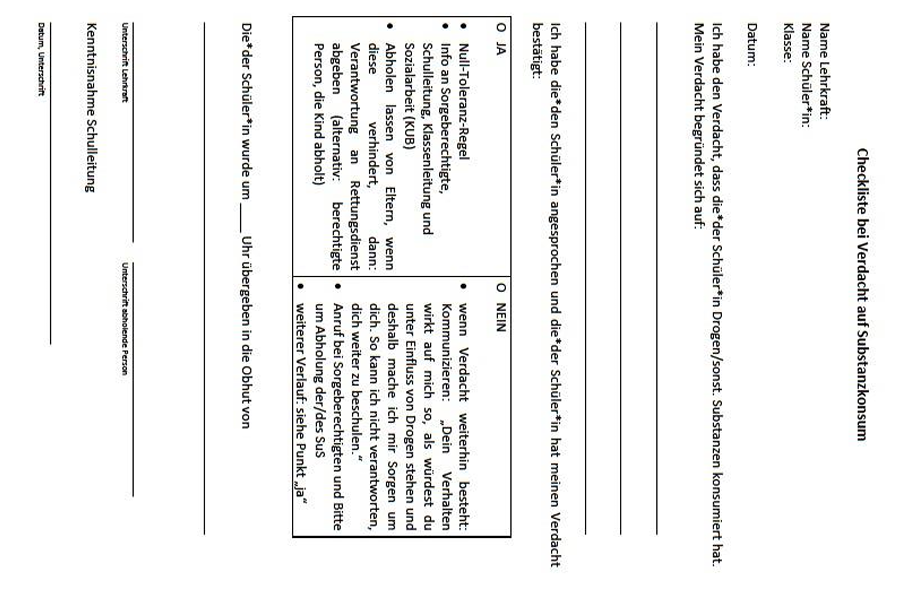 Checkliste bei Verdacht auf Substanzkonsum
Name Lehrkraft:
Name Schüler*in:
Klasse:
Datum:
Ich habe den Verdacht, dass die*der Schüler*in Drogen/sonst. Substanzen konsumiert hat.
Mein Verdacht begründet sich auf:
Ich habe die*den Schüler*in angesprochen und die*der Schüler*in hat meinen Verdacht
bestätigt:
O JA
• Null-Toleranz-Regel
• Info an Sorgeberechtigte,
Schulleitung, Klassenleitung und
Sozialarbeit (KUB)
• Abholen lassen von Eltern, wenn
diese verhindert, dann:
Verantwortung an Rettungsdienst
abgeben (alternativ: berechtigte
Person, die Kind abholt)
O NEIN
• wenn Verdacht weiterhin besteht:
Kommunizieren: „Dein Verhalten
wirkt auf mich so, als würdest du
unter Einfluss von Drogen stehen und
deshalb mache ich mir Sorgen um
dich. So kann ich nicht verantworten,
dich weiter zu beschulen.“
• Anruf bei Sorgeberechtigten und Bitte
um Abholung der/des SuS
• weiterer Verlauf: siehe Punkt „ja“
Die*der Schüler*in wurde um ____ Uhr übergeben in die Obhut von
Unterschrift Lehrkraft Unterschrift abholende Person
Kenntnisnahme Schulleitung
Datum, Unterschrift